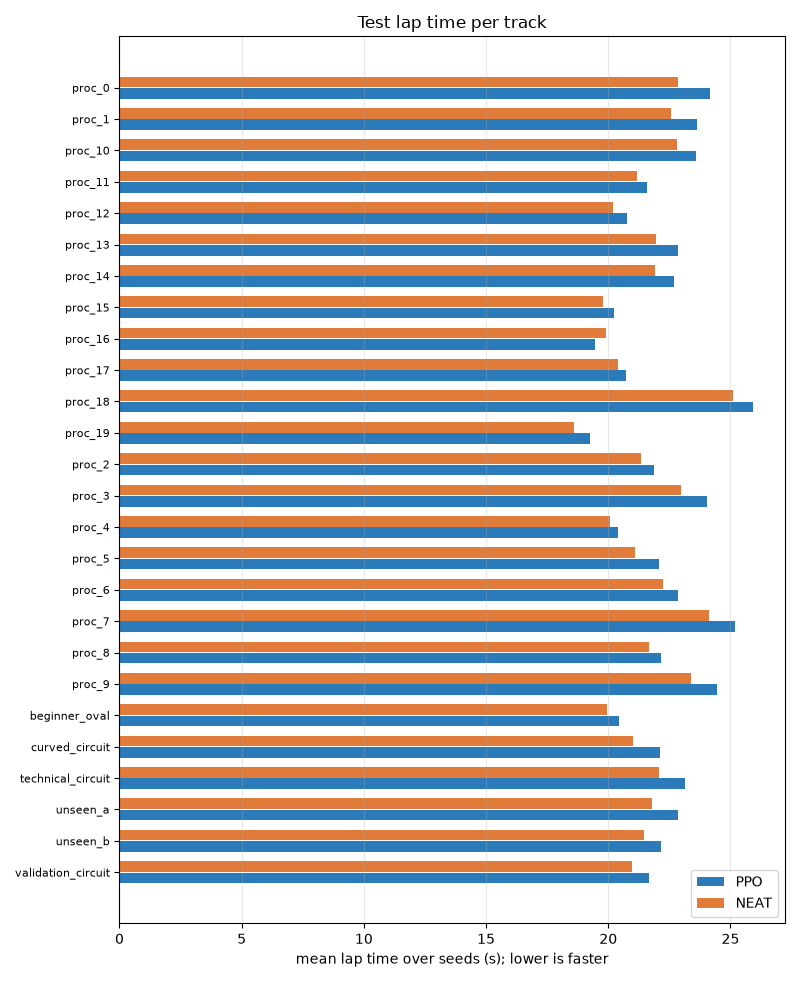 Test lap time per track
proc_0
proc_1
proc_10
proc_11
proc_12
proc_13
proc_14
proc_15
proc_16
proc_17
proc_18
proc_19
proc_2
proc_3
proc_4
proc_5
proc_6
proc_7
proc_8
proc_9
beginner_oval
curved_circuit
technical_circuit
unseen_a
unseen_b
validation_circuit
PPO
NEAT
0 5 10 15 20 25
mean lap time over seeds (s); lower is faster